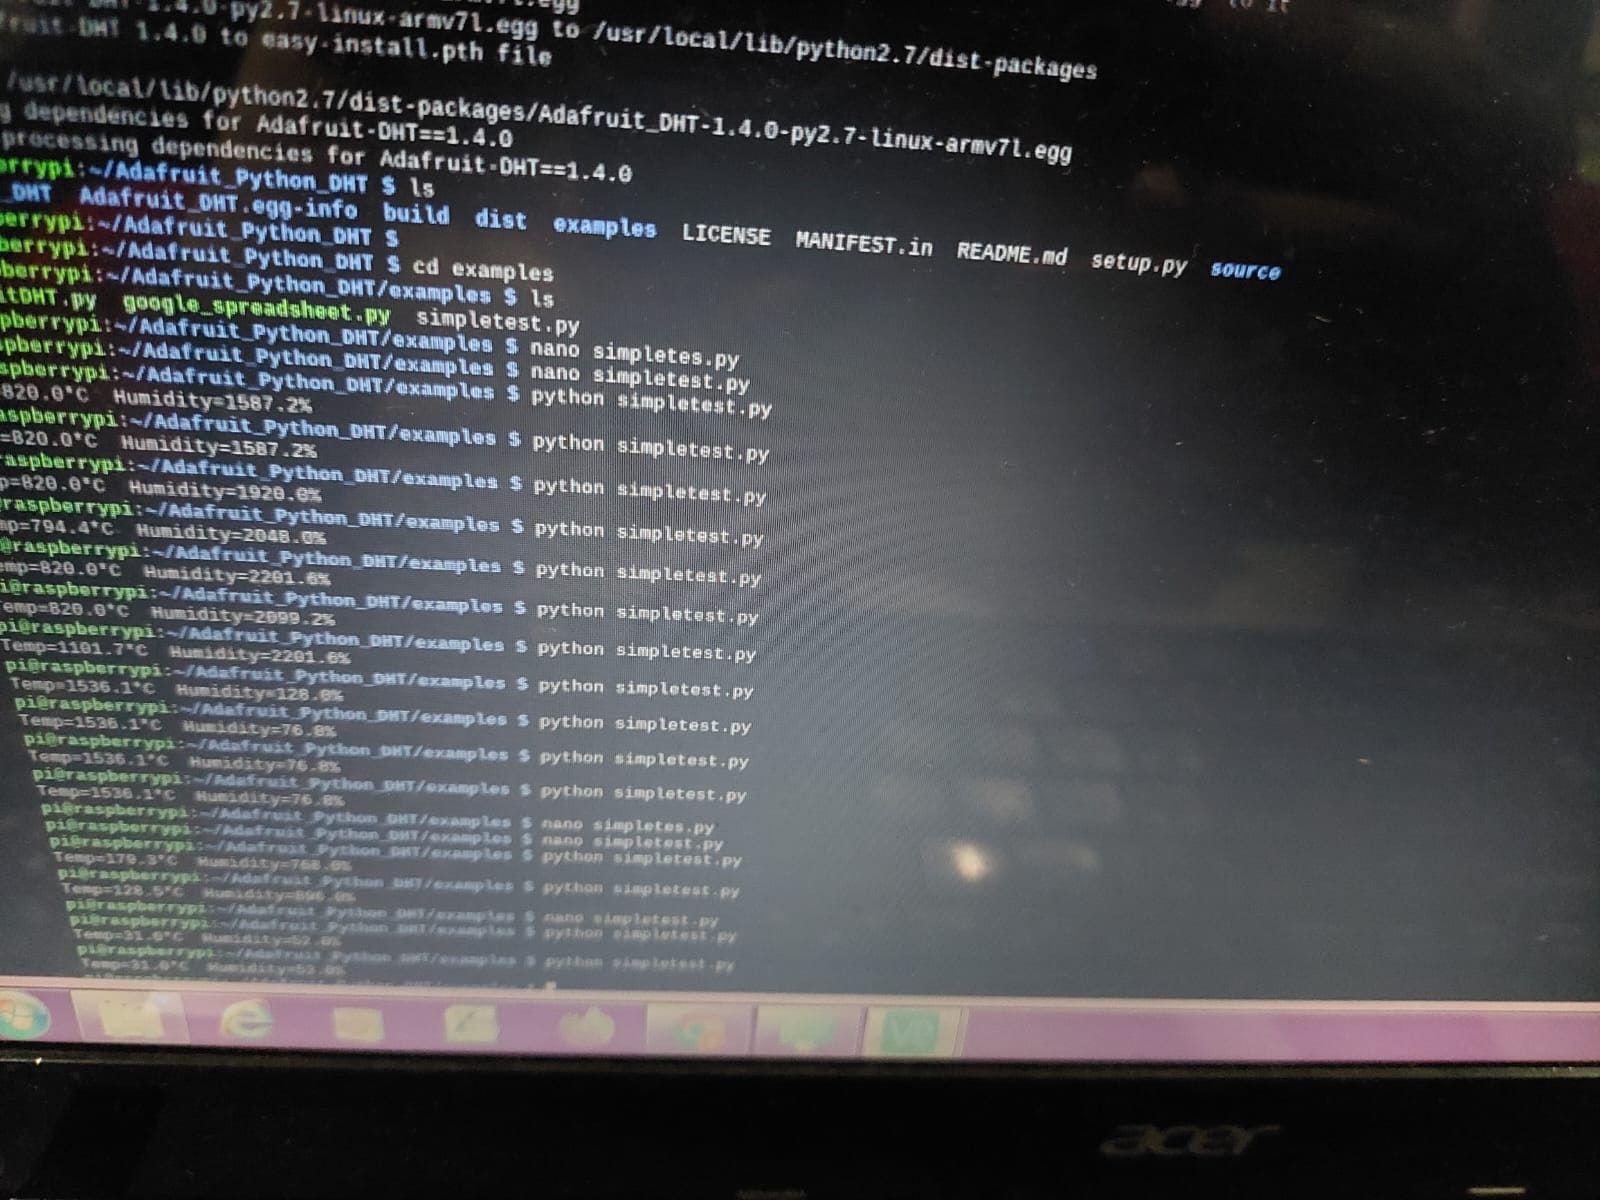 -1.4.0-py2.7-linux-armv7l.egg to /usr/local/lib/python2.7/dist-packages
-DHT 1.4.0 to easy-install.pth file
/usr/local/lib/python2.7/dist-packages/Adafruit_DHT-1.4.0-py2.7-linux-armv7l.egg
g dependencies for Adafruit-DHT==1.4.0
processing dependencies for Adafruit-DHT==1.4.0
errypi:~/Adafruit_Python_DHT $ ls
_DHT Adafruit_DHT.egg-info build dist examples LICENSE MANIFEST.in README.md setup.py source
berrypi:~/Adafruit_Python_DHT $
berrypi:~/Adafruit_Python_DHT $ cd examples
berrypi:~/Adafruit_Python_DHT/examples $ ls
itDHT.py google_spreadsheet.py simpletest.py
pberrypi:~/Adafruit_Python_DHT/examples $ nano simpletes.py
spberrypi:~/Adafruit_Python_DHT/examples $ nano simpletest.py
spberrypi:~/Adafruit_Python_DHT/examples $ python simpletest.py
=820.0*C Humidity=1587.2%
aspberrypi:~/Adafruit_Python_DHT/examples $ python simpletest.py
=820.0*C Humidity=1587.2%
raspberrypi:~/Adafruit_Python_DHT/examples $ python simpletest.py
p=820.0*C Humidity=1920.0%
raspberrypi:~/Adafruit_Python_DHT/examples $ python simpletest.py
mp=794.4*C Humidity=2048.0%
@raspberrypi:~/Adafruit_Python_DHT/examples $ python simpletest.py
emp=820.0*C Humidity=2201.6%
i@raspberrypi:~/Adafruit_Python_DHT/examples $ python simpletest.py
Temp=820.0*C Humidity=2099.2%
pi@raspberrypi:~/Adafruit_Python_DHT/examples $ python simpletest.py
Temp=1101.7*C Humidity=2201.6%
pi@raspberrypi:~/Adafruit_Python_DHT/examples $ python simpletest.py
Temp=1536.1*C Humidity=128.0%
pi@raspberrypi:~/Adafruit_Python_DHT/examples $ python simpletest.py
Temp=1536.1*C Humidity=76.8%
pi@raspberrypi:~/Adafruit_Python_DHT/examples $ python simpletest.py
Temp=1536.1*C Humidity=76.8%
pi@raspberrypi:~/Adafruit_Python_DHT/examples $ python simpletest.py
Temp=1536.1*C Humidity=76.8%
pi@raspberrypi:~/Adafruit_Python_DHT/examples $ nano simpletes.py
pi@raspberrypi:~/Adafruit_Python_DHT/examples $ nano simpletest.py
pi@raspberrypi:~/Adafruit_Python_DHT/examples $ python simpletest.py
Temp=179.3*C Humidity=768.0%
pi@raspberrypi:~/Adafruit_Python_DHT/examples $ python simpletest.py
Temp=128.5*C Humidity=896.0%
pi@raspberrypi:~/Adafruit_Python_DHT/examples $ nano simpletest.py
pi@raspberrypi:~/Adafruit_Python_DHT/examples $ python simpletest.py
Temp=31.0*C Humidity=52.0%
pi@raspberrypi:~/Adafruit_Python_DHT/examples $ python simpletest.py
Temp=31.0*C Humidity=53.0%
acer